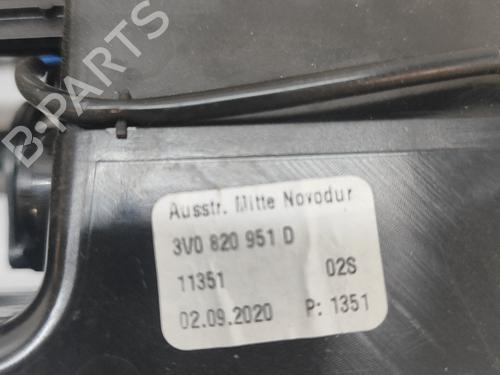 B-PARTS
Ausstr. Mitte Novodur
3V0 820 951 D
11351 02S
02.09.2020 P: 1351